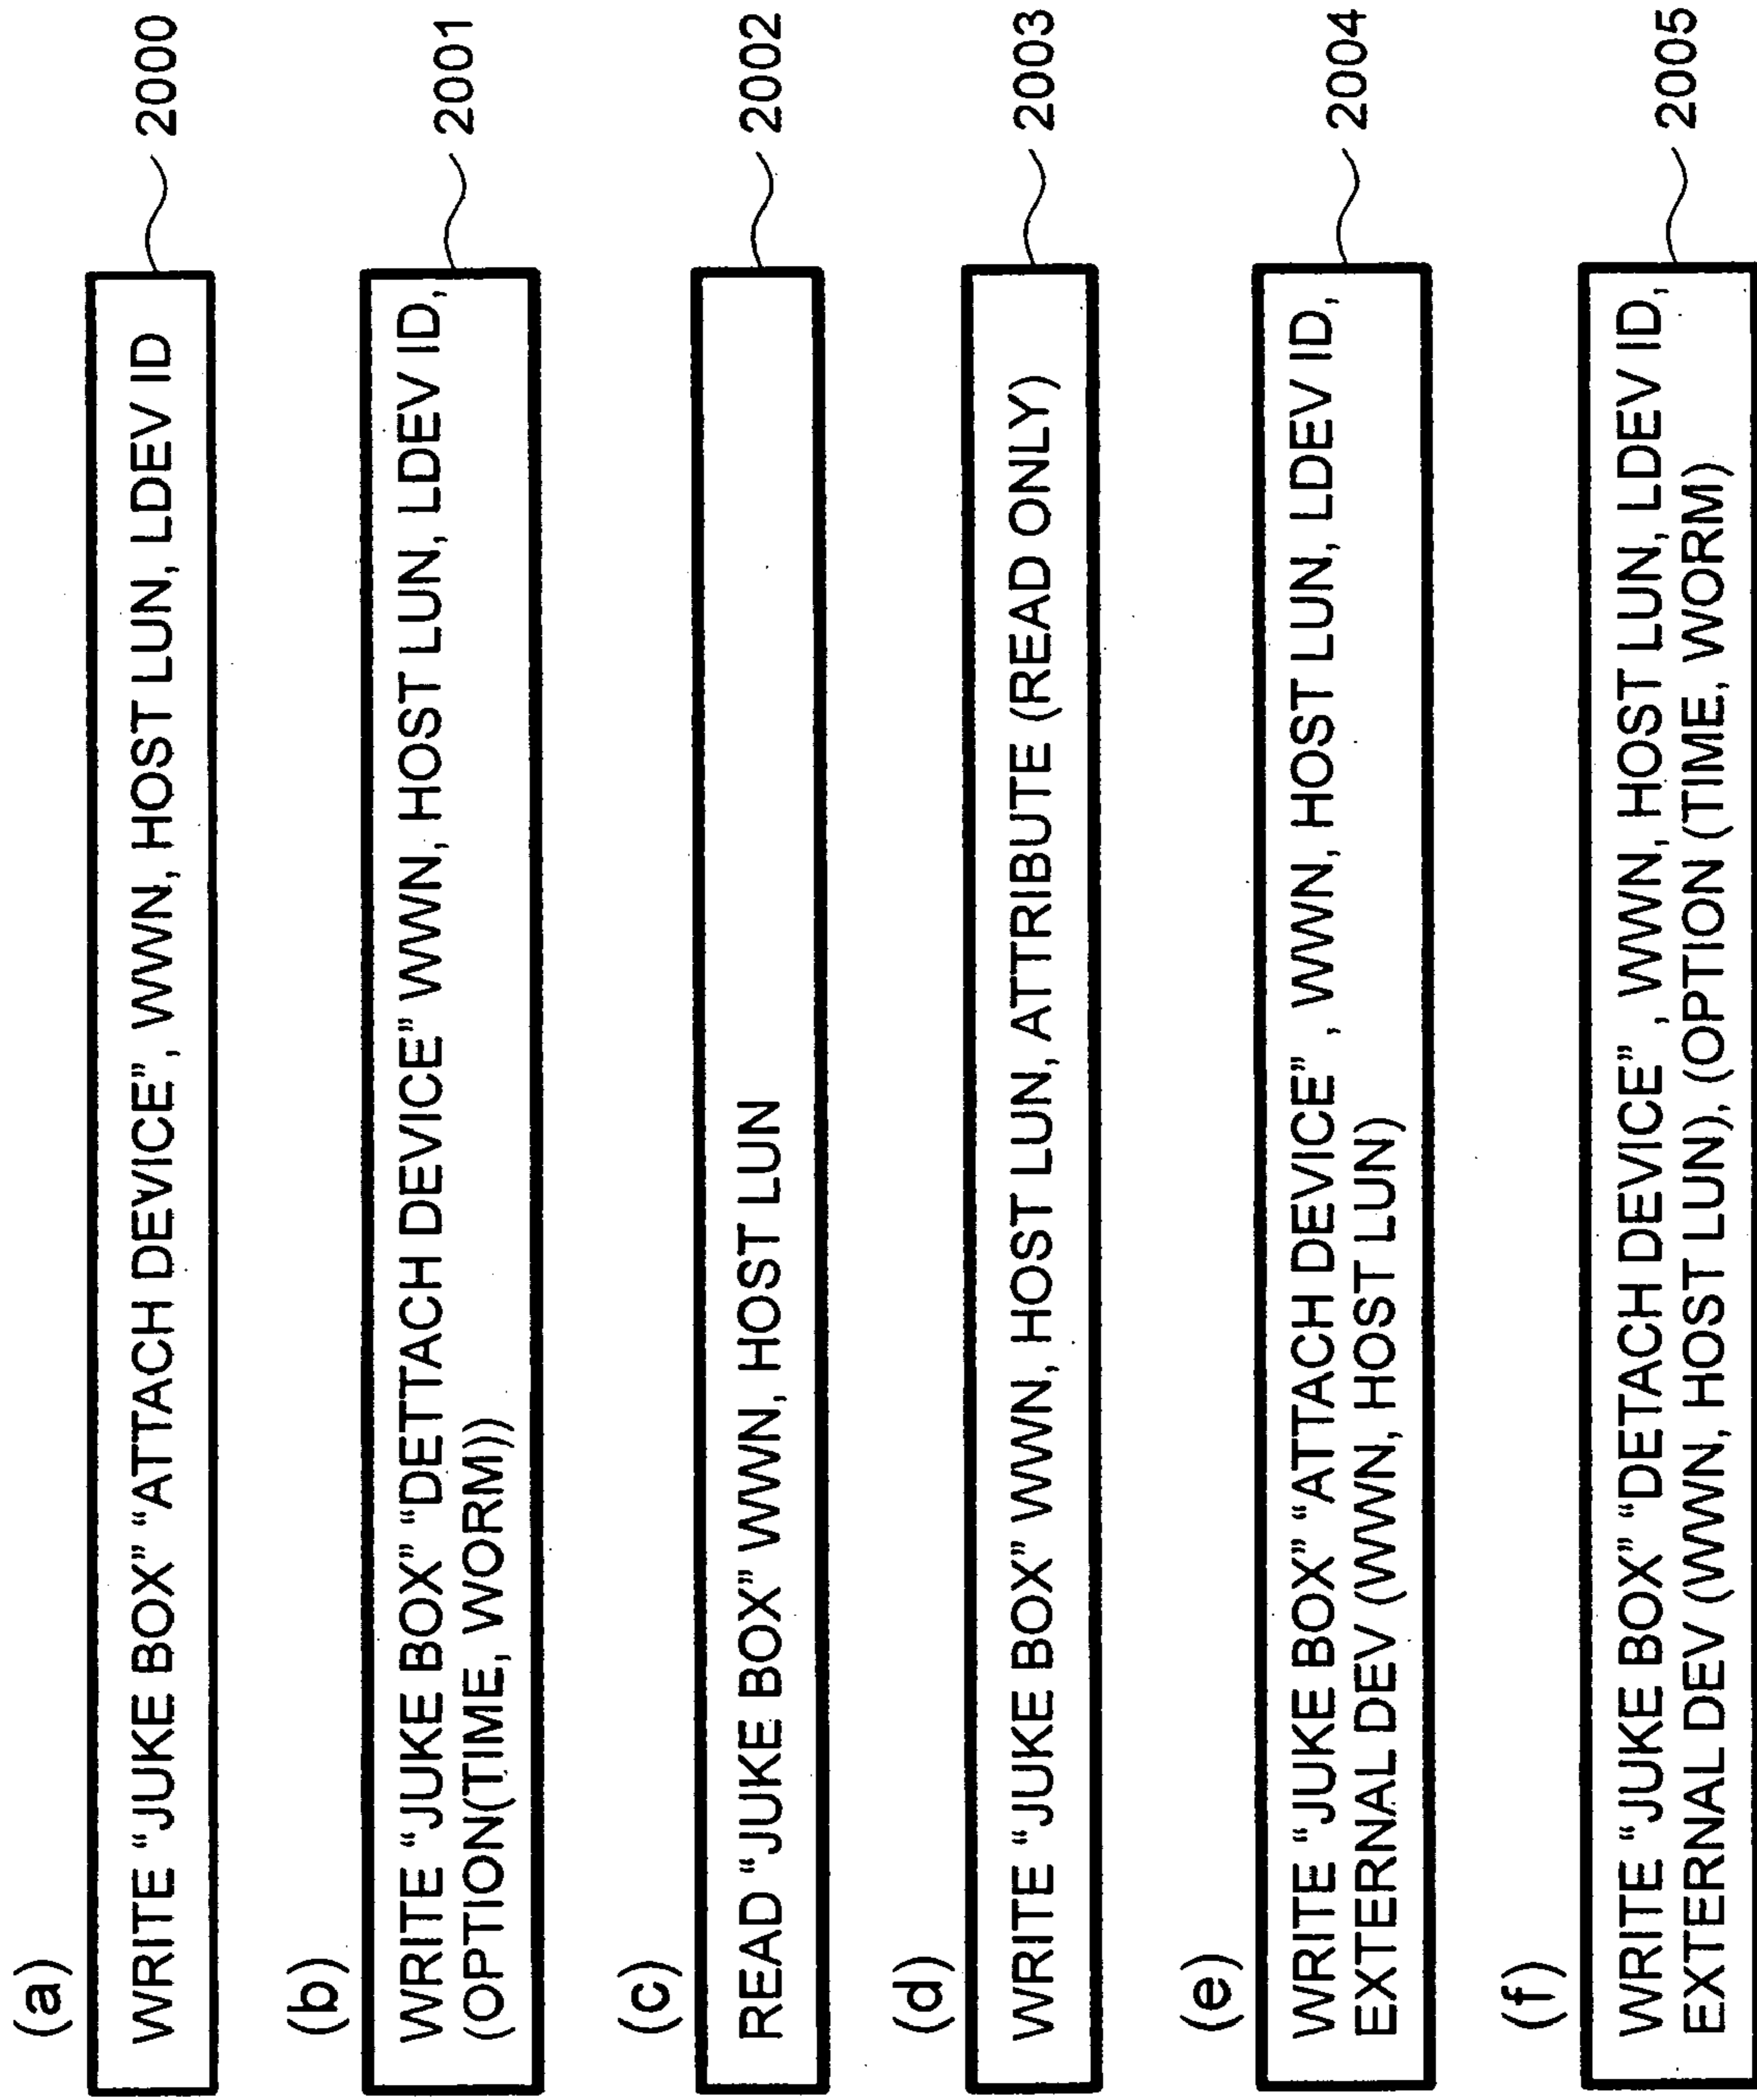 (a)
WRITE “JUKE BOX” “ATTACH DEVICE”, WWN, HOST LUN, LDEV ID
2000
(b)
WRITE “JUKE BOX” “DETTACH DEVICE” WWN, HOST LUN, LDEV ID,
(OPTION(TIME, WORM))
2001
(c)
READ “JUKE BOX” WWN, HOST LUN
2002
(d)
WRITE “JUKE BOX” WWN, HOST LUN, ATTRIBUTE (READ ONLY)
2003
(e)
WRITE “JUKE BOX” “ATTACH DEVICE” , WWN, HOST LUN, LDEV ID,
EXTERNAL DEV (WWN, HOST LUN)
2004
(f)
WRITE “JUKE BOX” “DETACH DEVICE” , WWN, HOST LUN, LDEV ID,
EXTERNAL DEV (WWN, HOST LUN), (OPTION (TIME, WORM)
2005